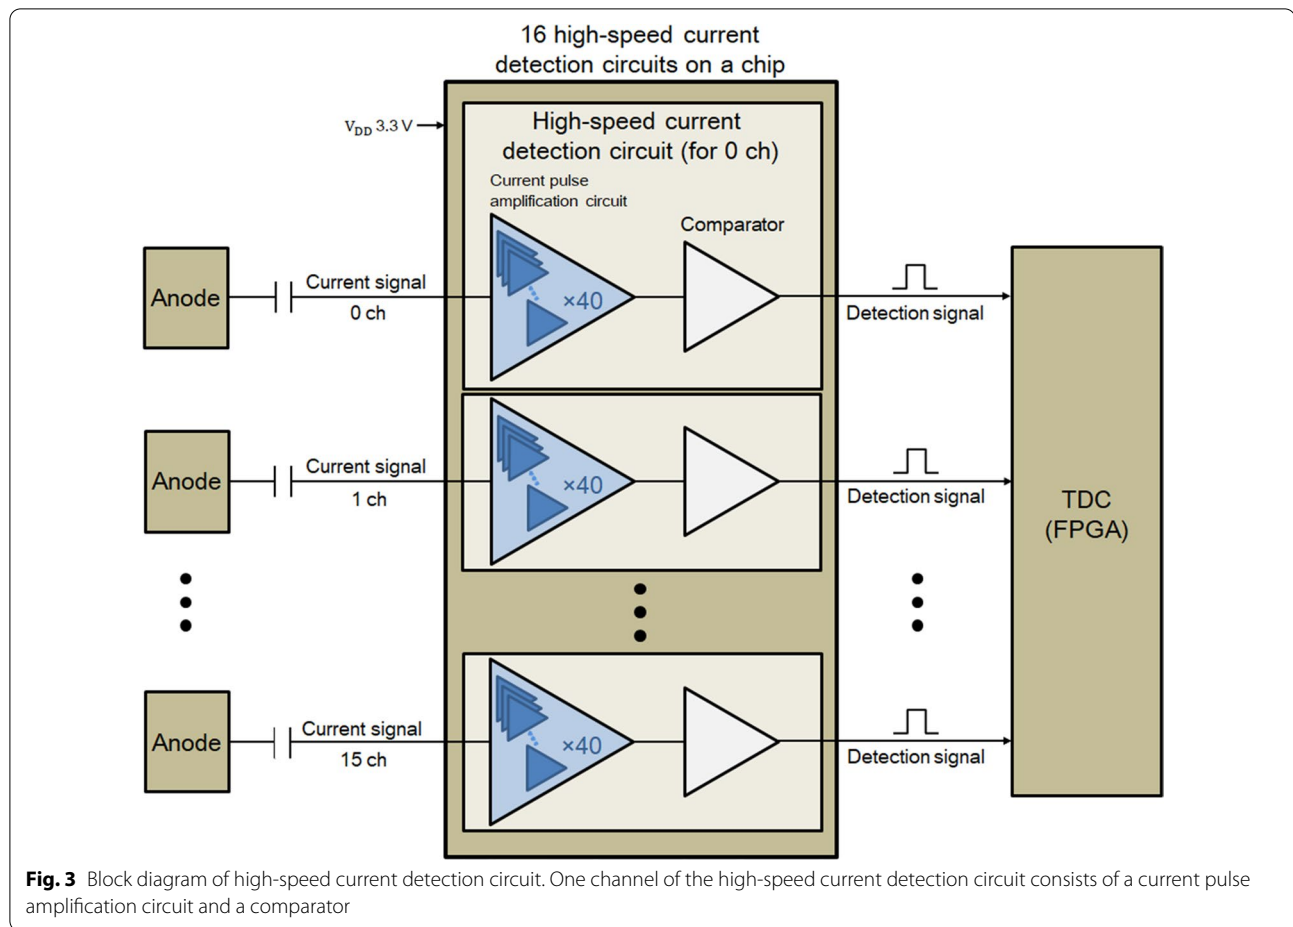 16 high-speed current
detection circuits on a chip
V_DD 3.3 V
High-speed current
detection circuit (for 0 ch)
Current pulse
amplification circuit
Comparator
Anode
Current signal
0 ch
×40
Detection signal
Anode
Current signal
1 ch
×40
Detection signal
TDC
(FPGA)
Anode
Current signal
15 ch
×40
Detection signal
Fig. 3 Block diagram of high-speed current detection circuit. One channel of the high-speed current detection circuit consists of a current pulse
amplification circuit and a comparator